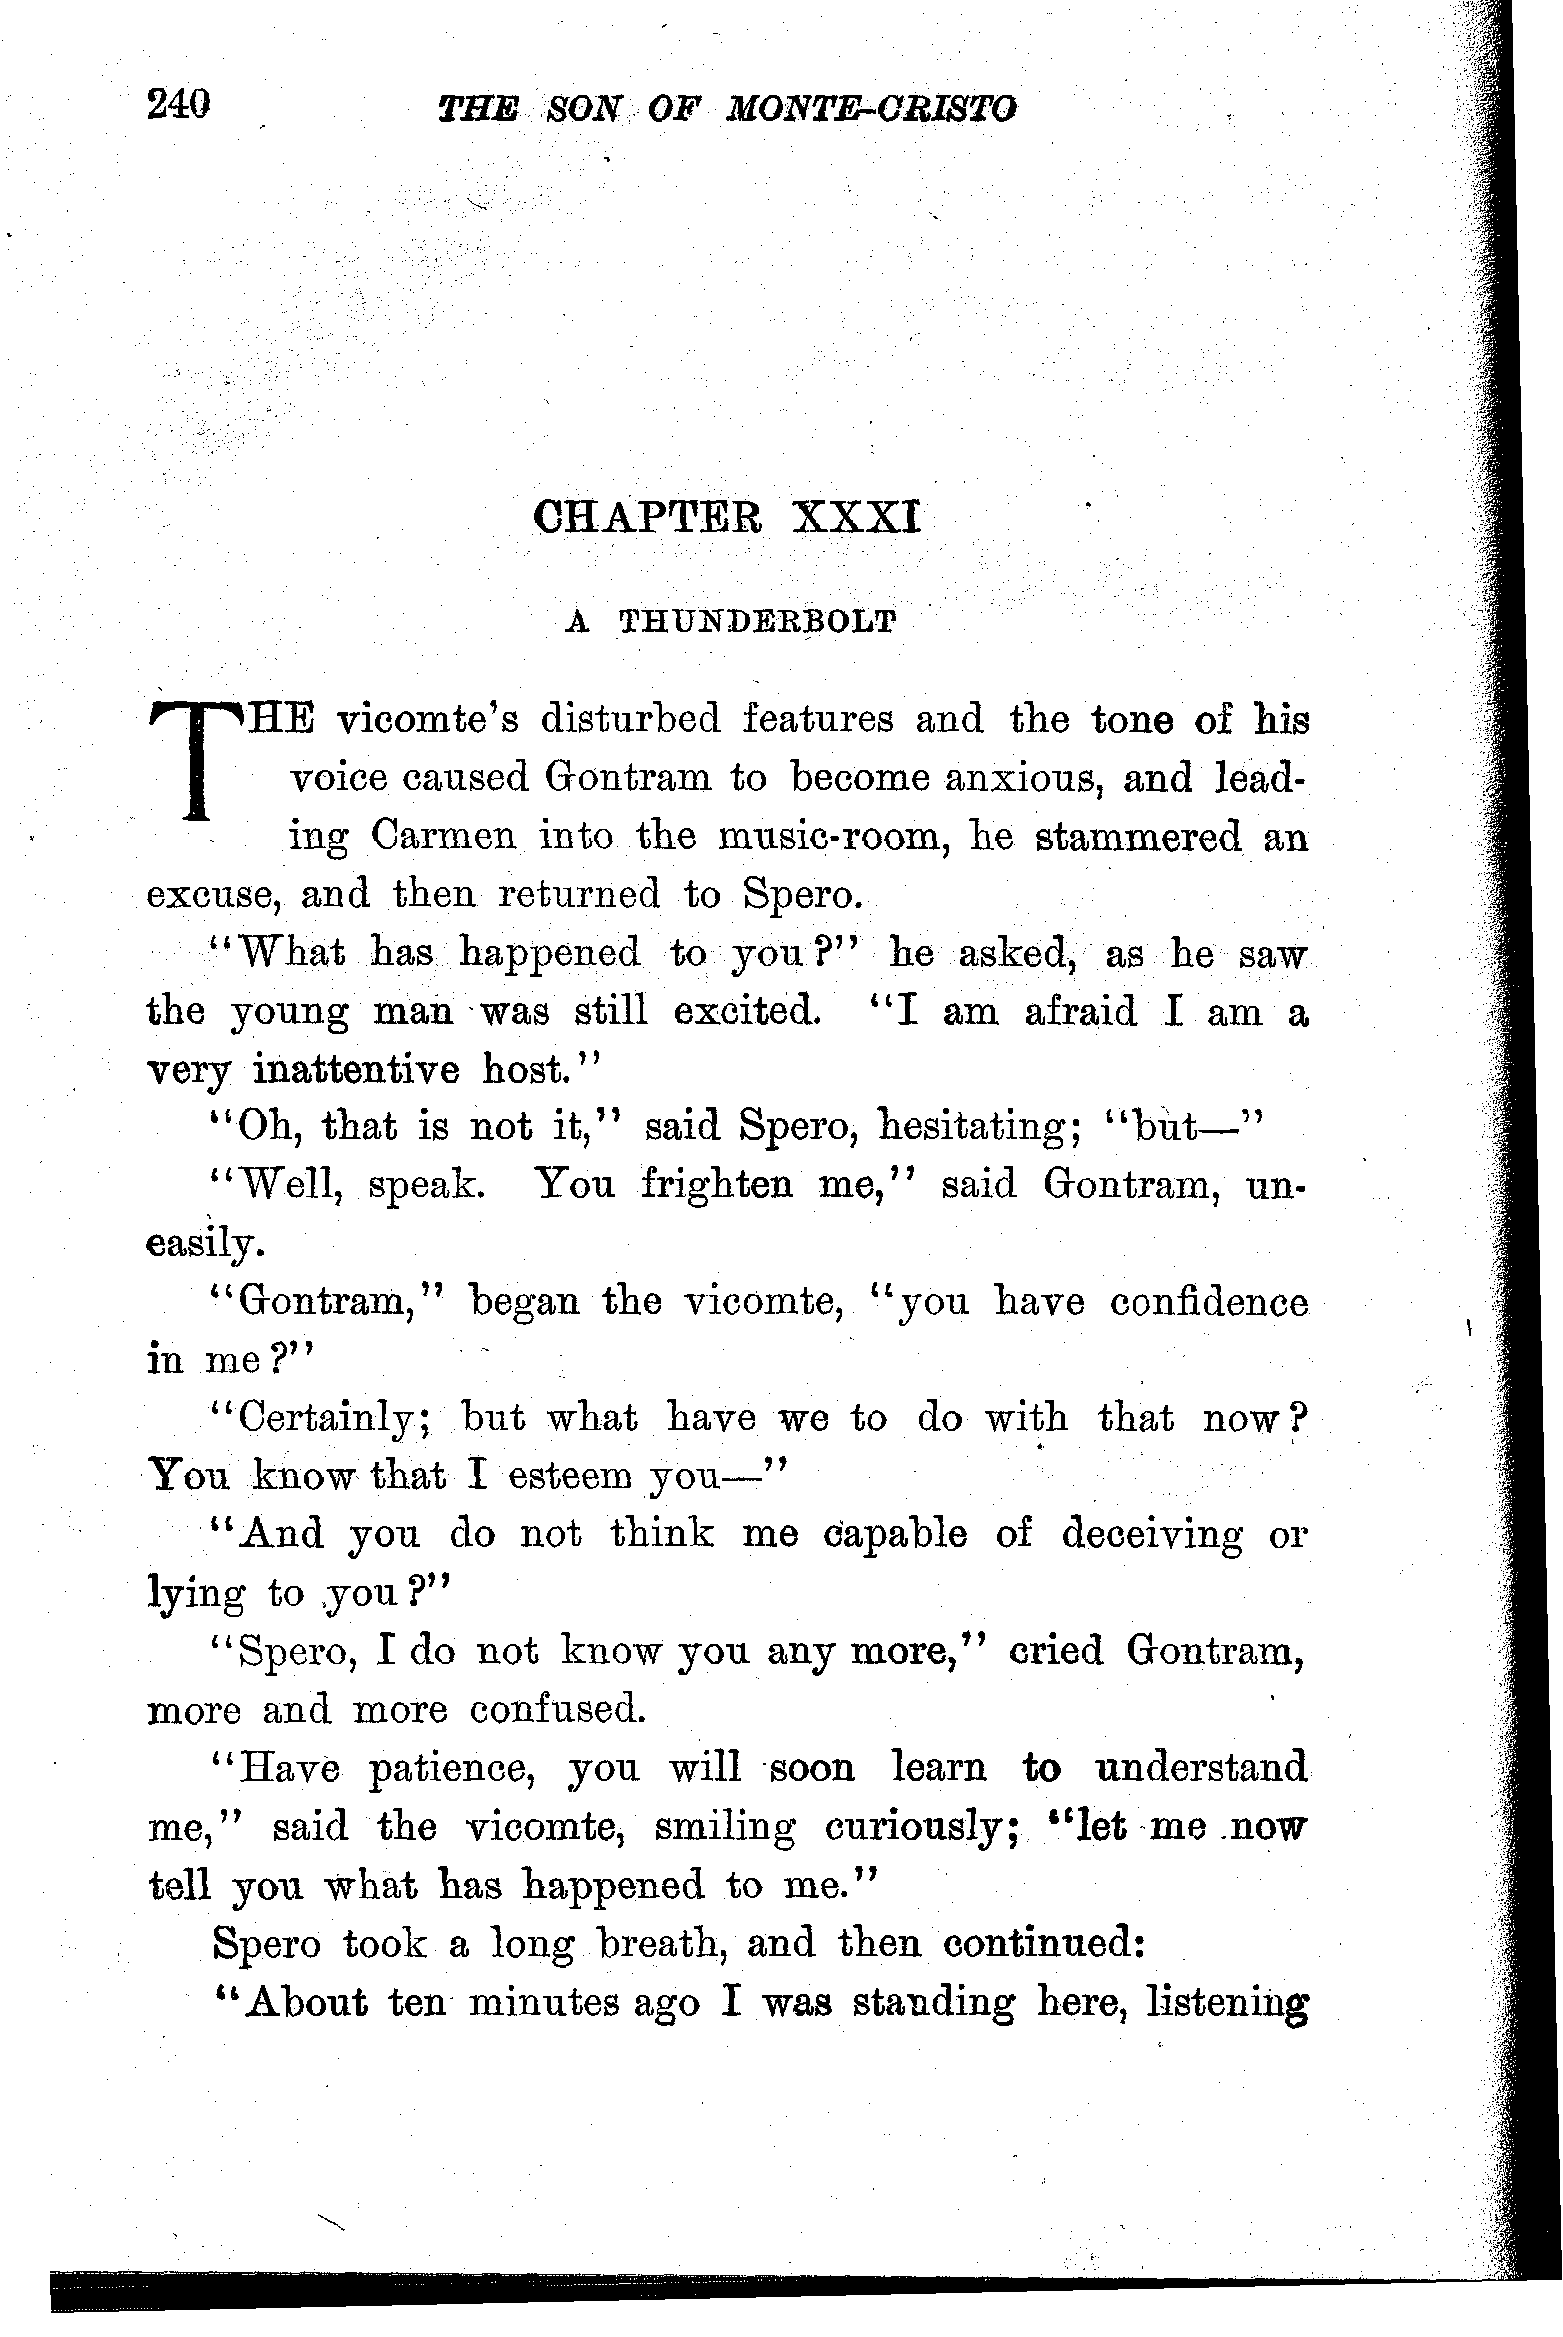 240 THE SON OF MONTE-CRISTO
CHAPTER XXXI
A THUNDERBOLT
THE vicomte's disturbed features and the tone of his
voice caused Gontram to become anxious, and lead-
ing Carmen into the music-room, he stammered an
excuse, and then returned to Spero.
"What has happened to you?" he asked, as he saw
the young man was still excited. "I am afraid I am a
very inattentive host."
"Oh, that is not it," said Spero, hesitating; "but—"
"Well, speak. You frighten me," said Gontram, un-
easily.
"Gontram," began the vicomte, "you have confidence
in me?"
"Certainly; but what have we to do with that now?
You know that I esteem you—"
"And you do not think me capable of deceiving or
lying to you?"
"Spero, I do not know you any more," cried Gontram,
more and more confused.
"Have patience, you will soon learn to understand
me," said the vicomte, smiling curiously; "let me now
tell you what has happened to me."
Spero took a long breath, and then continued:
"About ten minutes ago I was standing here, listening